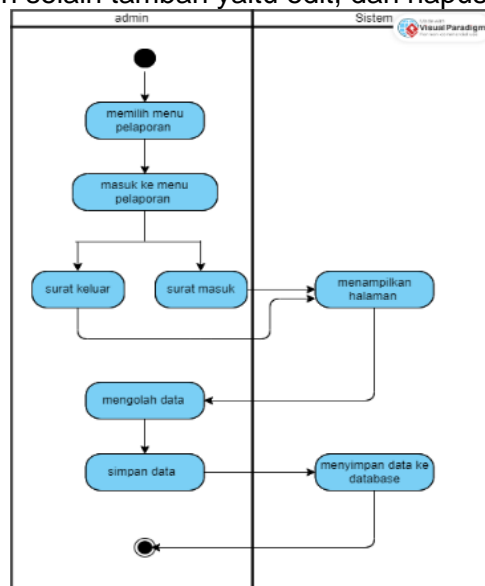 selain tambah yaitu edit, dan hapus
admin
Sistem
Visual Paradigm
memilih menu
pelaporan
masuk ke menu
pelaporan
surat keluar
surat masuk
menampilkan
halaman
mengolah data
simpan data
menyimpan data ke
database